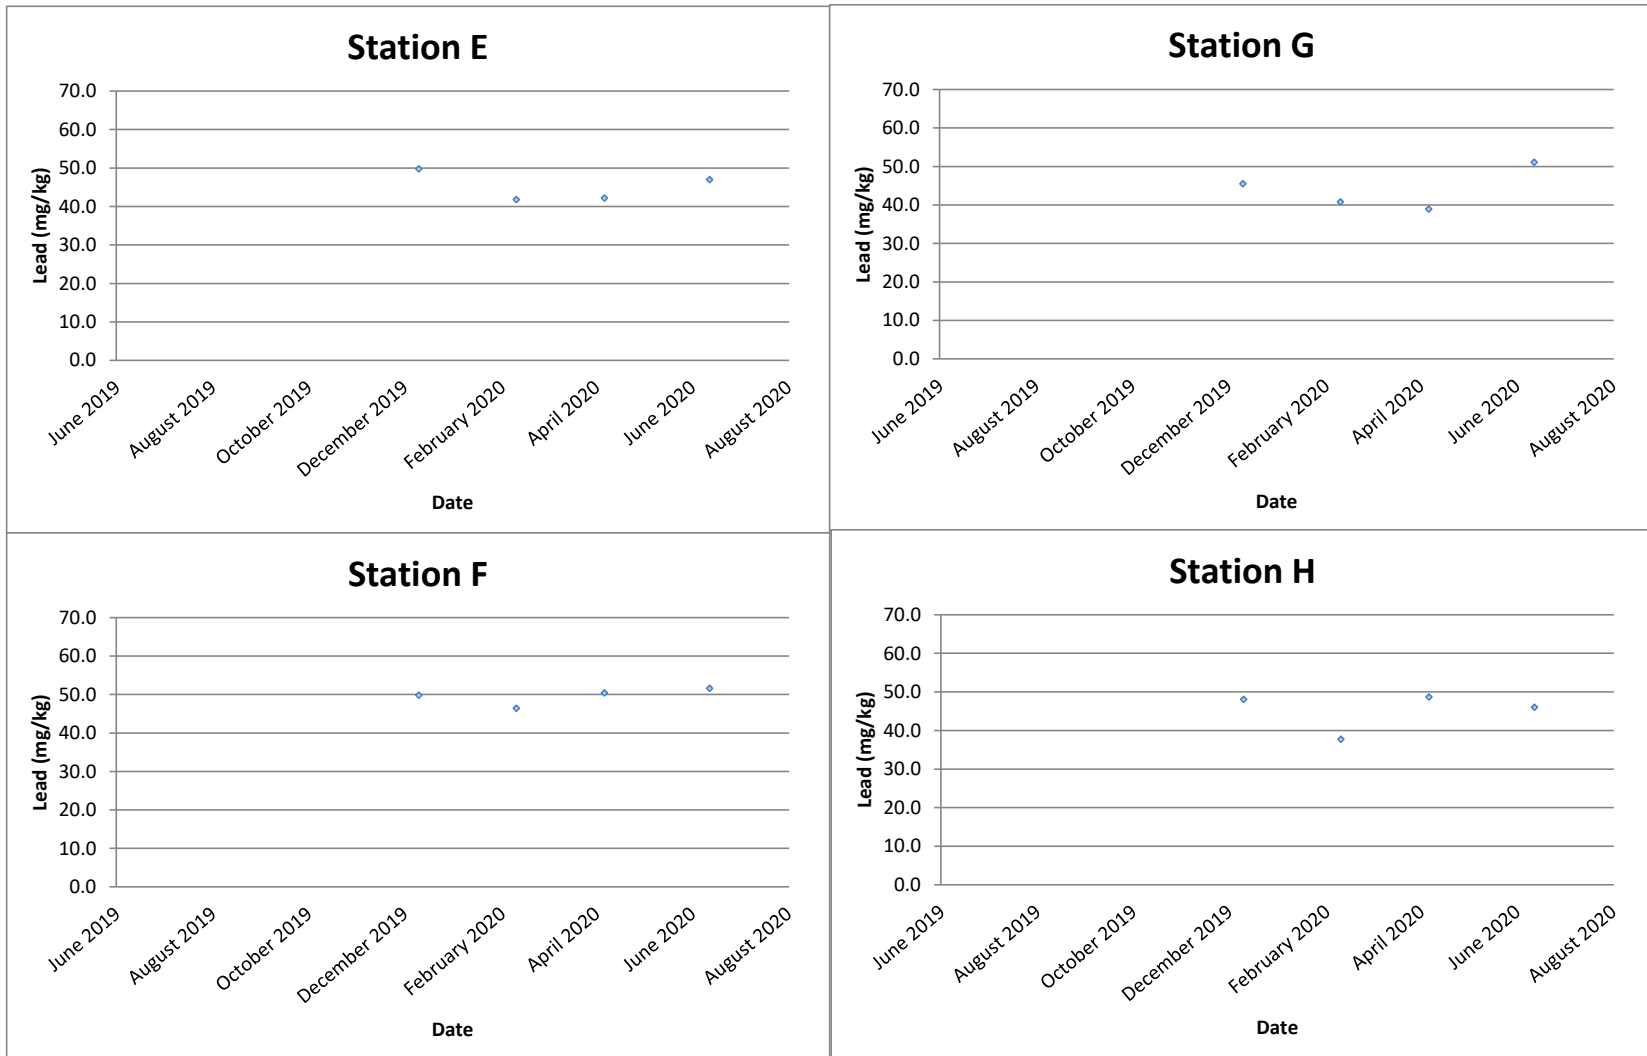 Station E
70.0
60.0
50.0
40.0
30.0
20.0
10.0
0.0
Lead (mg/kg)
June 2019
August 2019
October 2019
December 2019
February 2020
April 2020
June 2020
August 2020
Date
Station G
70.0
60.0
50.0
40.0
30.0
20.0
10.0
0.0
Lead (mg/kg)
June 2019
August 2019
October 2019
December 2019
February 2020
April 2020
June 2020
August 2020
Date
Station F
70.0
60.0
50.0
40.0
30.0
20.0
10.0
0.0
Lead (mg/kg)
June 2019
August 2019
October 2019
December 2019
February 2020
April 2020
June 2020
August 2020
Date
Station H
70.0
60.0
50.0
40.0
30.0
20.0
10.0
0.0
Lead (mg/kg)
June 2019
August 2019
October 2019
December 2019
February 2020
April 2020
June 2020
August 2020
Date